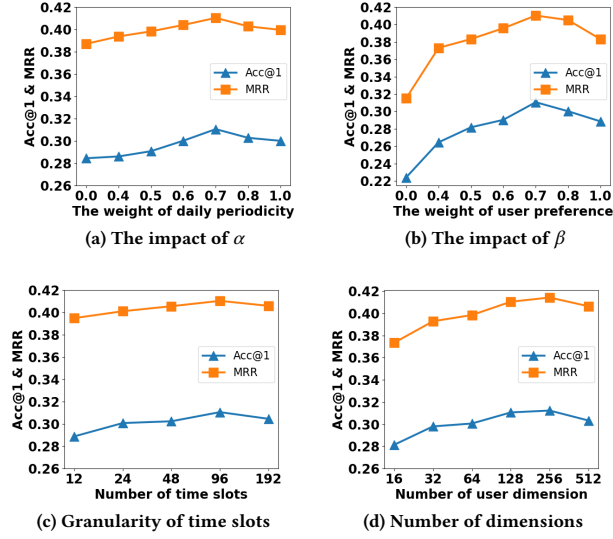 0.42
0.40
0.38
0.36
0.34
0.32
0.30
0.28
0.26
Acc@1 & MRR
Acc@1
MRR
0.0 0.4 0.5 0.6 0.7 0.8 1.0
The weight of daily periodicity
(a) The impact of α
0.42
0.40
0.38
0.36
0.34
0.32
0.30
0.28
0.26
0.24
0.22
Acc@1 & MRR
Acc@1
MRR
0.0 0.4 0.5 0.6 0.7 0.8 1.0
The weight of user preference
(b) The impact of β
0.42
0.40
0.38
0.36
0.34
0.32
0.30
0.28
0.26
Acc@1 & MRR
Acc@1
MRR
12 24 48 96 192
Number of time slots
(c) Granularity of time slots
0.42
0.40
0.38
0.36
0.34
0.32
0.30
0.28
0.26
Acc@1 & MRR
Acc@1
MRR
16 32 64 128 256 512
Number of user dimension
(d) Number of dimensions